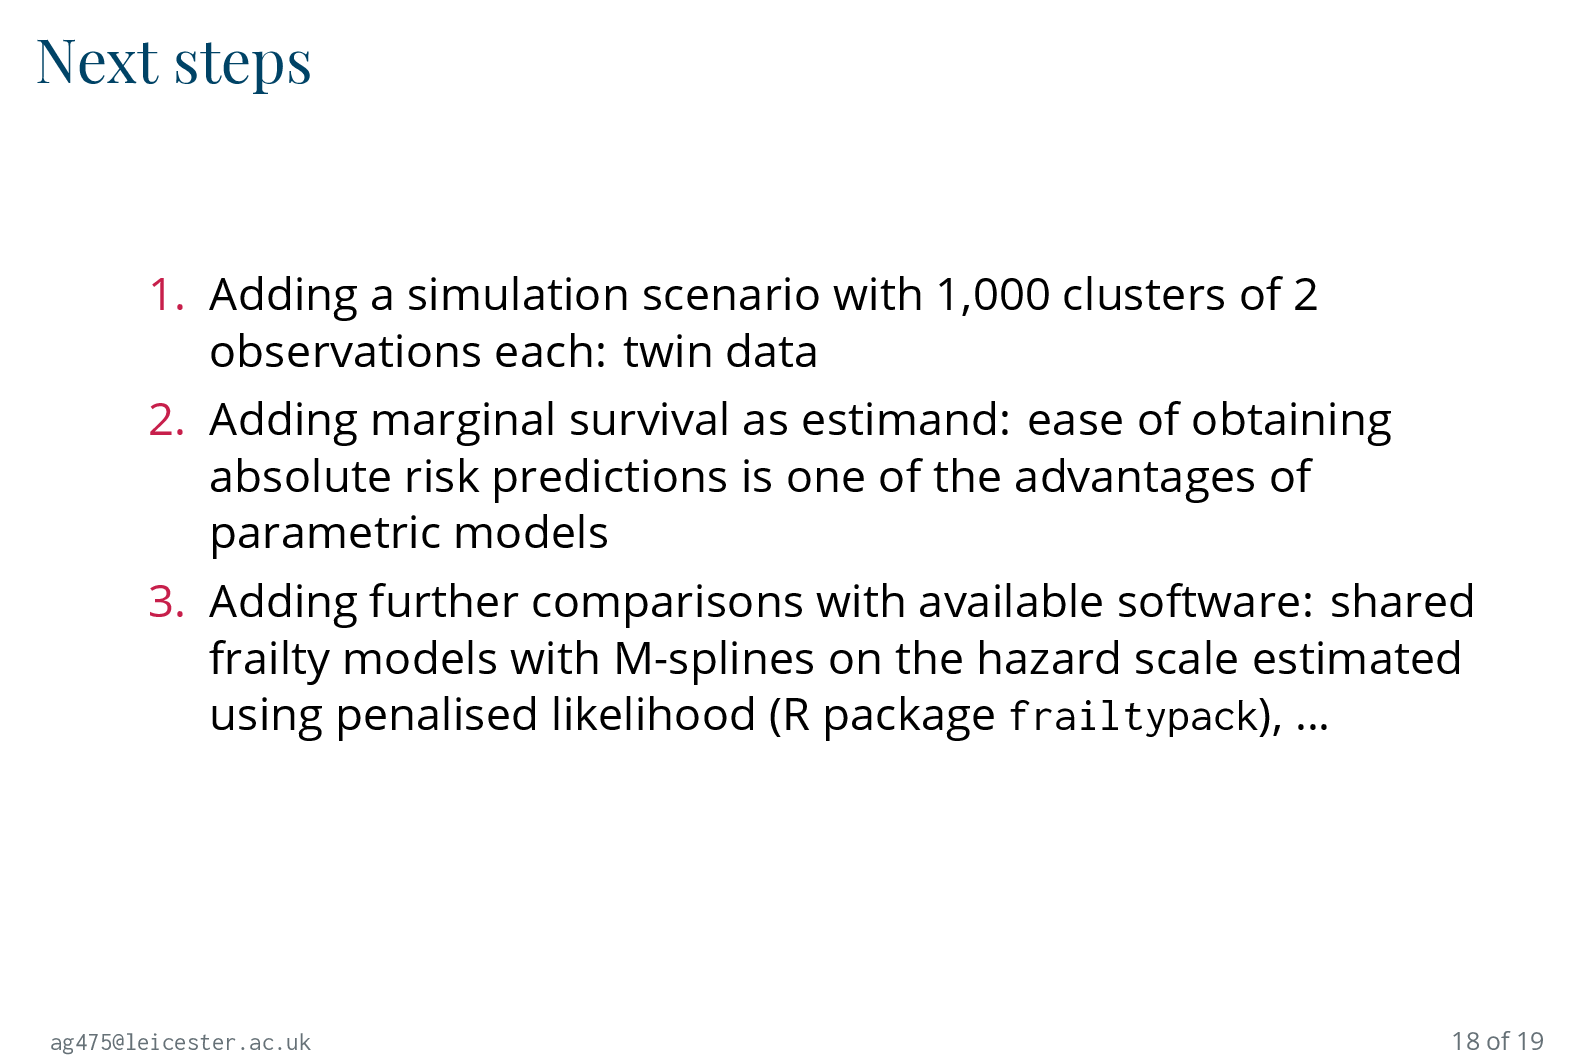 Next steps
1. Adding a simulation scenario with 1,000 clusters of 2
observations each: twin data
2. Adding marginal survival as estimand: ease of obtaining
absolute risk predictions is one of the advantages of
parametric models
3. Adding further comparisons with available software: shared
frailty models with M-splines on the hazard scale estimated
using penalised likelihood (R package frailtypack), ...
ag475@leicester.ac.uk
18 of 19